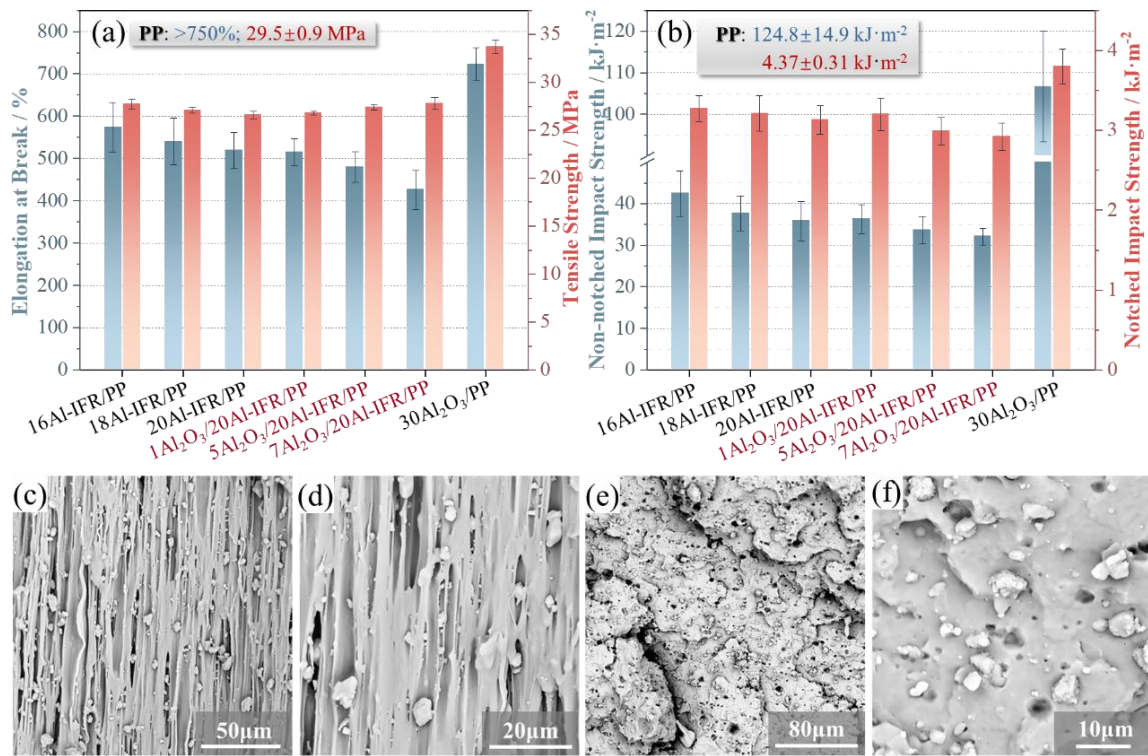 (a)
PP: >750%; 29.5±0.9 MPa
Elongation at Break / %
800
700
600
500
400
300
200
100
0
Tensile Strength / MPa
35
30
25
20
15
10
5
0
16Al-IFR/PP
18Al-IFR/PP
20Al-IFR/PP
1Al₂O₃/20Al-IFR/PP
5Al₂O₃/20Al-IFR/PP
7Al₂O₃/20Al-IFR/PP
30Al₂O₃/PP
(b)
PP: 124.8±14.9 kJ·m⁻²
4.37±0.31 kJ·m⁻²
Non-notched Impact Strength / kJ·m⁻²
120
110
100
40
30
20
10
0
Notched Impact Strength / kJ·m⁻²
4
3
2
1
0
16Al-IFR/PP
18Al-IFR/PP
20Al-IFR/PP
1Al₂O₃/20Al-IFR/PP
5Al₂O₃/20Al-IFR/PP
7Al₂O₃/20Al-IFR/PP
30Al₂O₃/PP
(c)
50μm
(d)
20μm
(e)
80μm
(f)
10μm